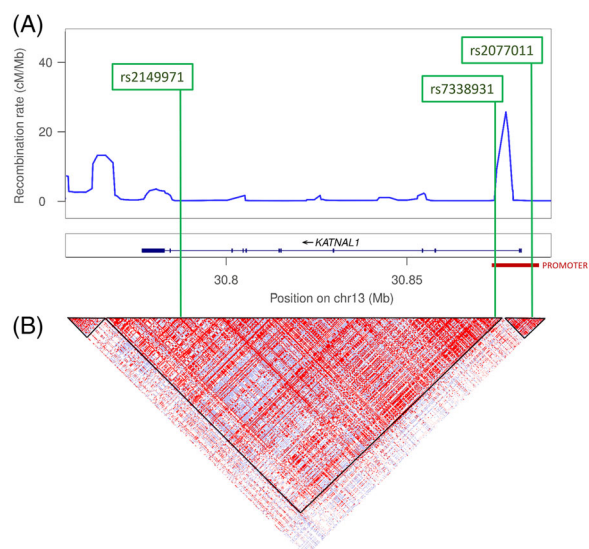 (A)
rs2077011
rs2149971
rs7338931
Recombination rate (cM/Mb)
40
20
0
←KATNAL1
PROMOTER
30.8
30.85
Position on chr13 (Mb)
(B)